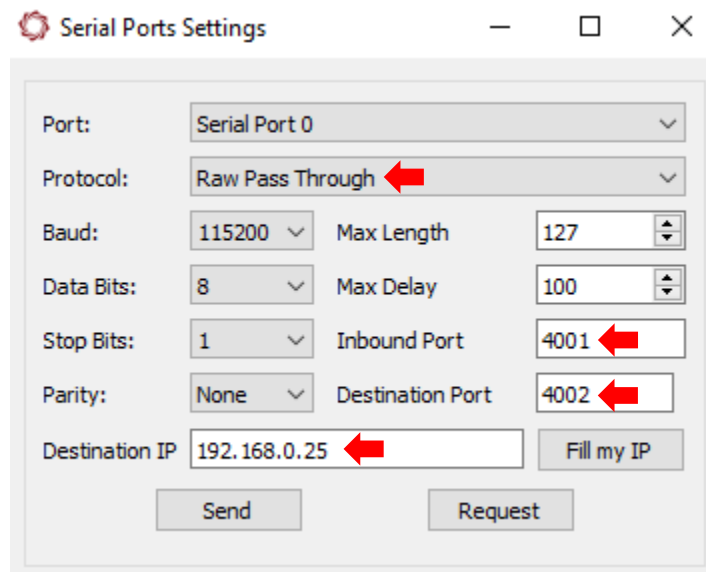 Serial Ports Settings
Port: Serial Port 0
Protocol: Raw Pass Through
Baud: 115200 Max Length 127
Data Bits: 8 Max Delay 100
Stop Bits: 1 Inbound Port 4001
Parity: None Destination Port 4002
Destination IP 192.168.0.25 Fill my IP
Send Request